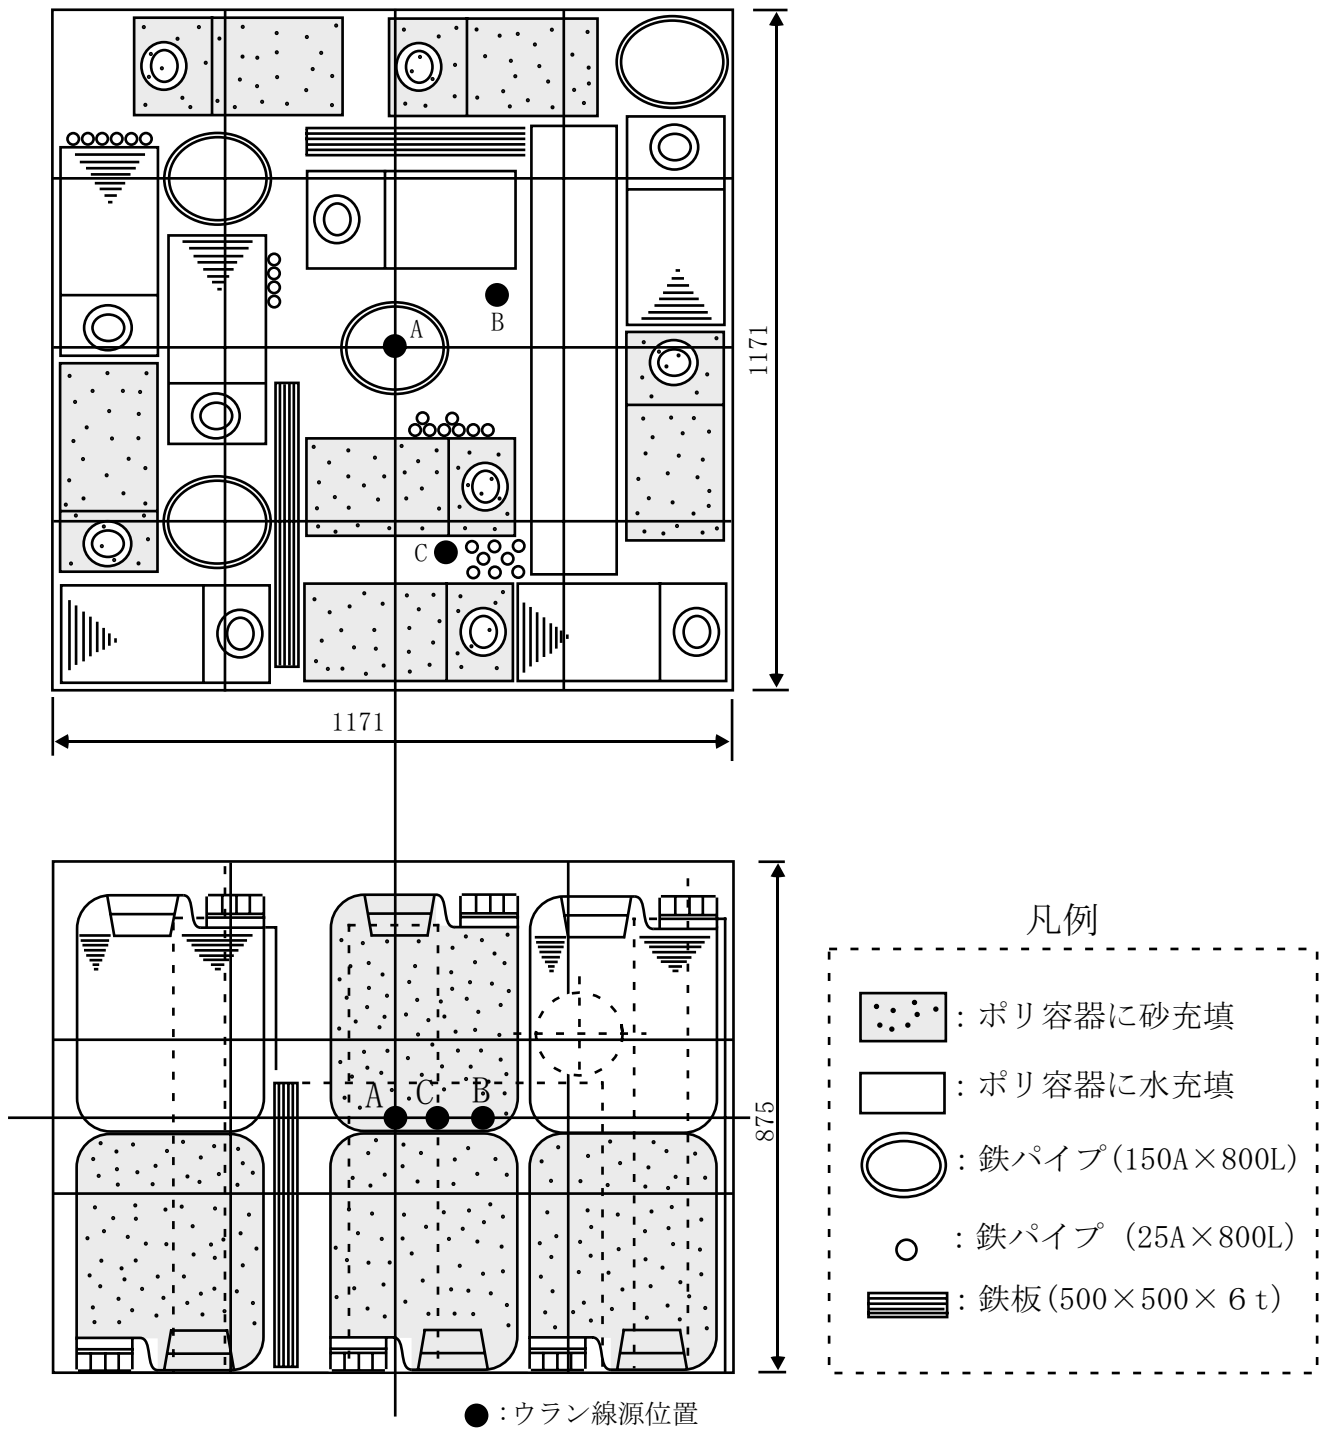 A
B
C
1171
1171
A C B
875
凡例
：ポリ容器に砂充填
：ポリ容器に水充填
：鉄パイプ(150A×800L)
：鉄パイプ (25A×800L)
：鉄板(500×500×６t)
：ウラン線源位置